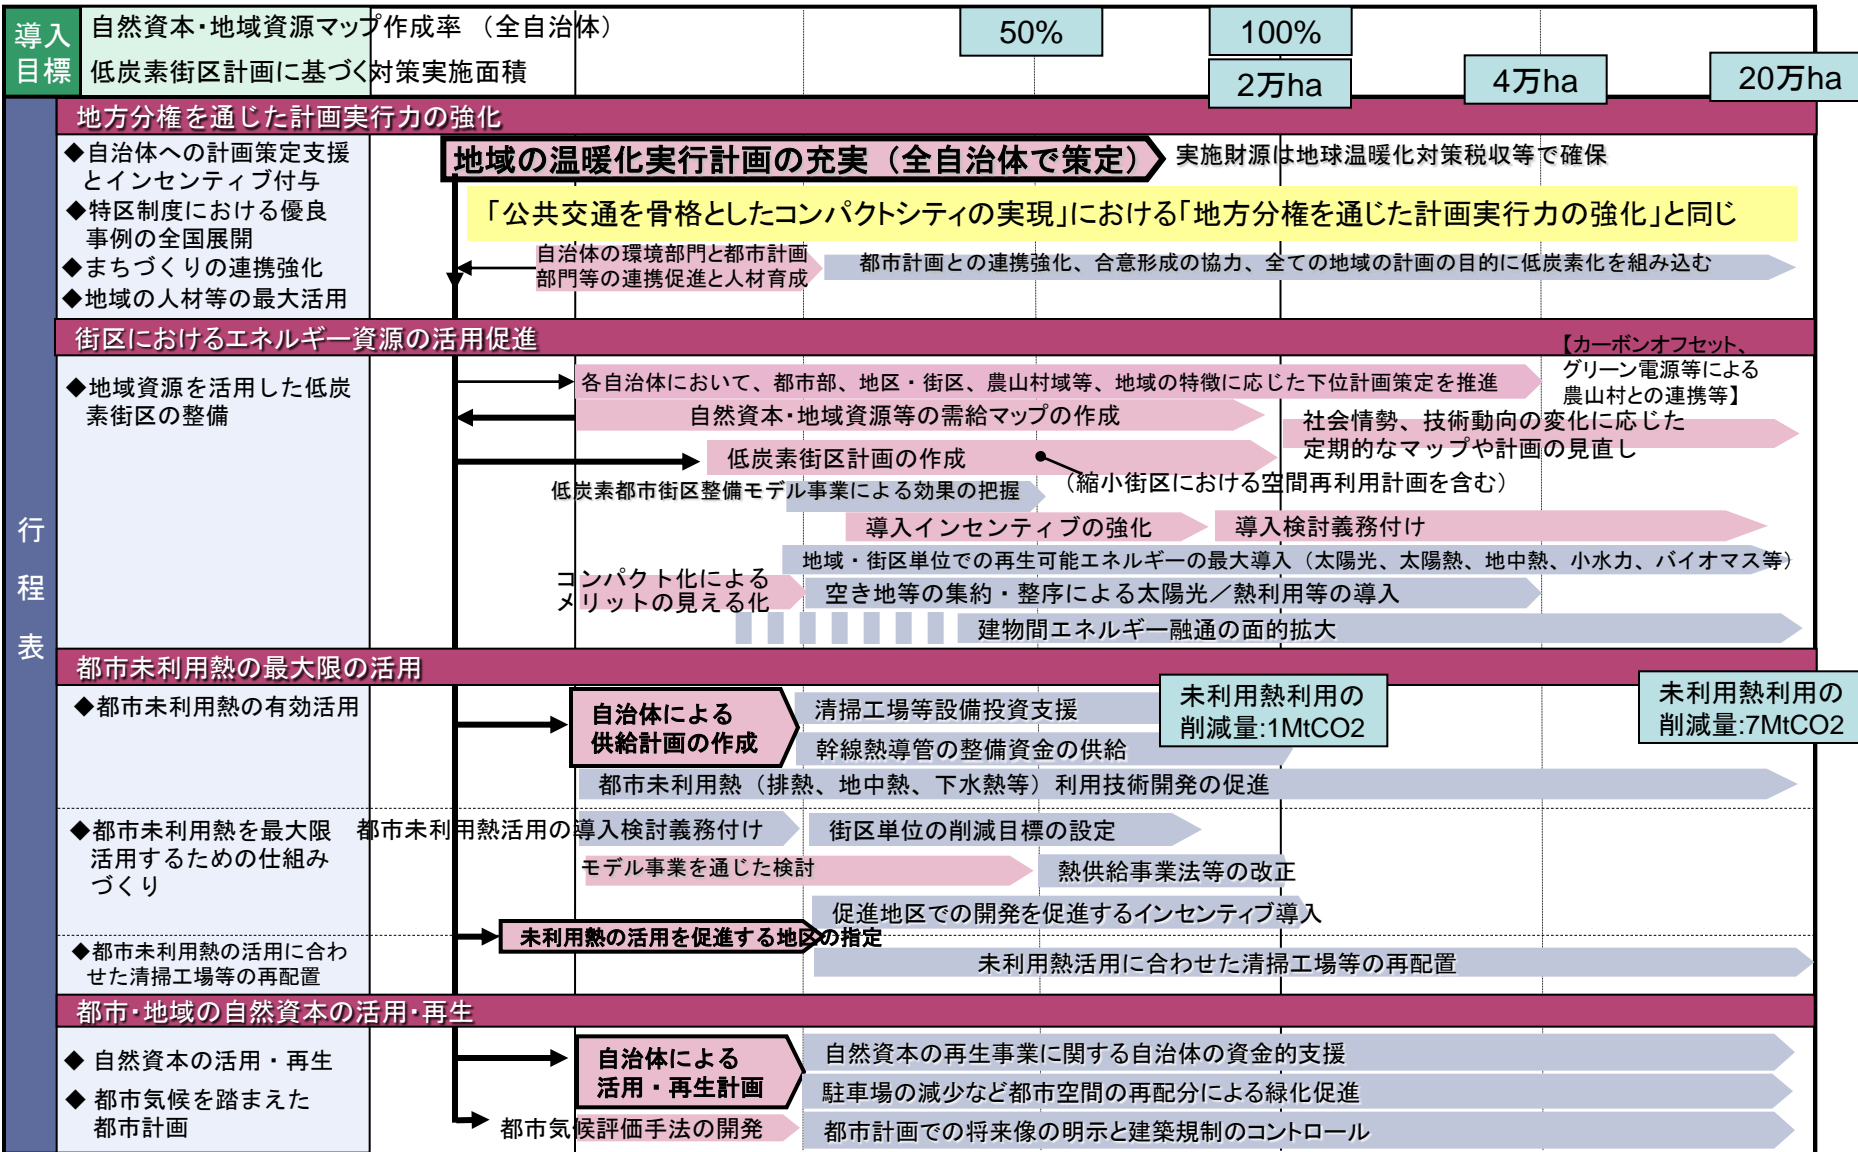 導入
目標
自然資本・地域資源マップ作成率 （全自治体）
50%
100%
低炭素街区計画に基づく対策実施面積
2万ha
4万ha
20万ha
行
程
表
地方分権を通じた計画実行力の強化
◆自治体への計画策定支援
とインセンティブ付与
◆特区制度における優良
事例の全国展開
◆まちづくりの連携強化
◆地域の人材等の最大活用
地域の温暖化実行計画の充実（全自治体で策定）
実施財源は地球温暖化対策税収等で確保
「公共交通を骨格としたコンパクトシティの実現」における「地方分権を通じた計画実行力の強化」と同じ
自治体の環境部門と都市計画
部門等の連携促進と人材育成
都市計画との連携強化、合意形成の協力、全ての地域の計画の目的に低炭素化を組み込む
街区におけるエネルギー資源の活用促進
◆地域資源を活用した低炭
素街区の整備
【カーボンオフセット、
グリーン電源等による
農山村との連携等】
各自治体において、都市部、地区・街区、農山村域等、地域の特徴に応じた下位計画策定を推進
自然資本・地域資源等の需給マップの作成
社会情勢、技術動向の変化に応じた
定期的なマップや計画の見直し
低炭素街区計画の作成
（縮小街区における空間再利用計画を含む）
低炭素都市街区整備モデル事業による効果の把握
導入インセンティブの強化
導入検討義務付け
地域・街区単位での再生可能エネルギーの最大導入（太陽光、太陽熱、地中熱、小水力、バイオマス等）
コンパクト化による
メリットの見える化
空き地等の集約・整序による太陽光／熱利用等の導入
建物間エネルギー融通の面的拡大
都市未利用熱の最大限の活用
◆都市未利用熱の有効活用
自治体による
供給計画の作成
清掃工場等設備投資支援
幹線熱導管の整備資金の供給
未利用熱利用の
削減量:1MtCO2
未利用熱利用の
削減量:7MtCO2
都市未利用熱（排熱、地中熱、下水熱等）利用技術開発の促進
◆都市未利用熱を最大限
活用するための仕組み
づくり
都市未利用熱活用の導入検討義務付け
街区単位の削減目標の設定
モデル事業を通じた検討
熱供給事業法等の改正
促進地区での開発を促進するインセンティブ導入
未利用熱の活用を促進する地区の指定
◆都市未利用熱の活用に合わ
せた清掃工場等の再配置
未利用熱活用に合わせた清掃工場等の再配置
都市・地域の自然資本の活用・再生
◆ 自然資本の活用・再生
◆ 都市気候を踏まえた
都市計画
自治体による
活用・再生計画
自然資本の再生事業に関する自治体の資金的支援
駐車場の減少など都市空間の再配分による緑化促進
都市気候評価手法の開発
都市計画での将来像の明示と建築規制のコントロール